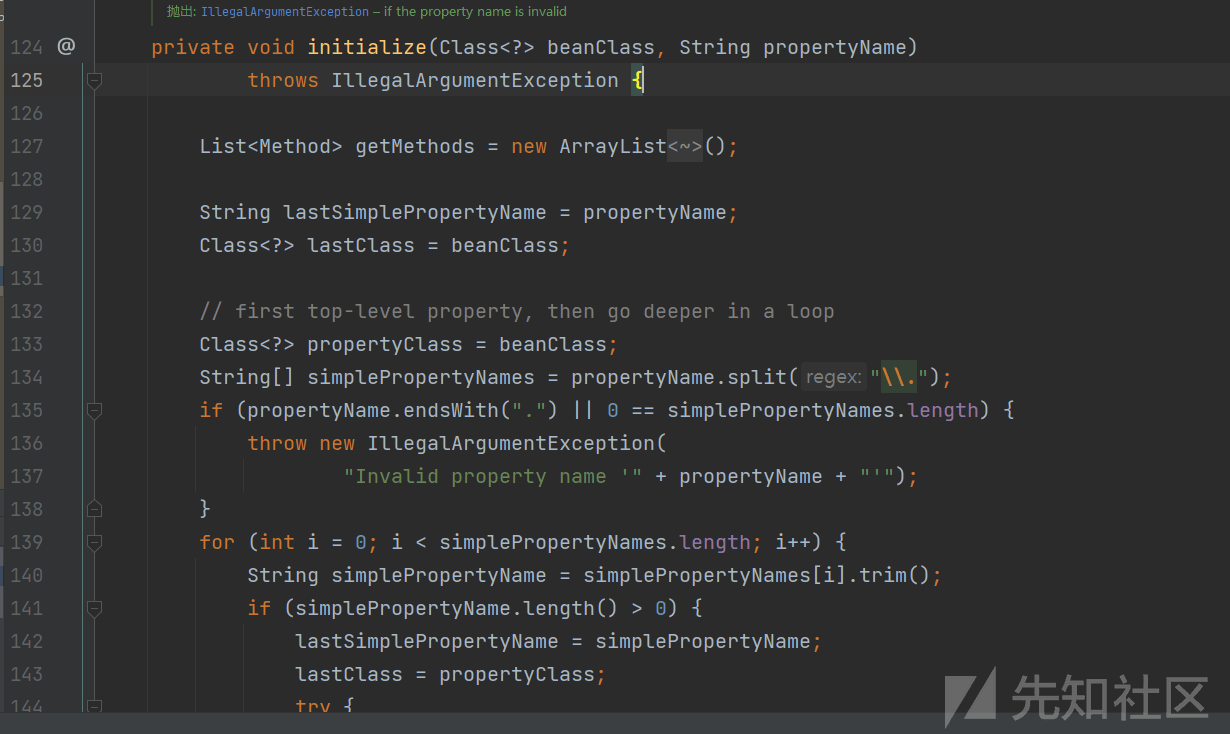 抛出: IllegalArgumentException – if the property name is invalid
124 @ private void initialize(Class<?> beanClass, String propertyName)
125 throws IllegalArgumentException {
126
127 List<Method> getMethods = new ArrayList<~>();
128
129 String lastSimplePropertyName = propertyName;
130 Class<?> lastClass = beanClass;
131
132 // first top-level property, then go deeper in a loop
133 Class<?> propertyClass = beanClass;
134 String[] simplePropertyNames = propertyName.split( regex: "\\.");
135 if (propertyName.endsWith(".") || 0 == simplePropertyNames.length) {
136 throw new IllegalArgumentException(
137 "Invalid property name '" + propertyName + "'");
138 }
139 for (int i = 0; i < simplePropertyNames.length; i++) {
140 String simplePropertyName = simplePropertyNames[i].trim();
141 if (simplePropertyName.length() > 0) {
142 lastSimplePropertyName = simplePropertyName;
143 lastClass = propertyClass;
144 try {
先知社区